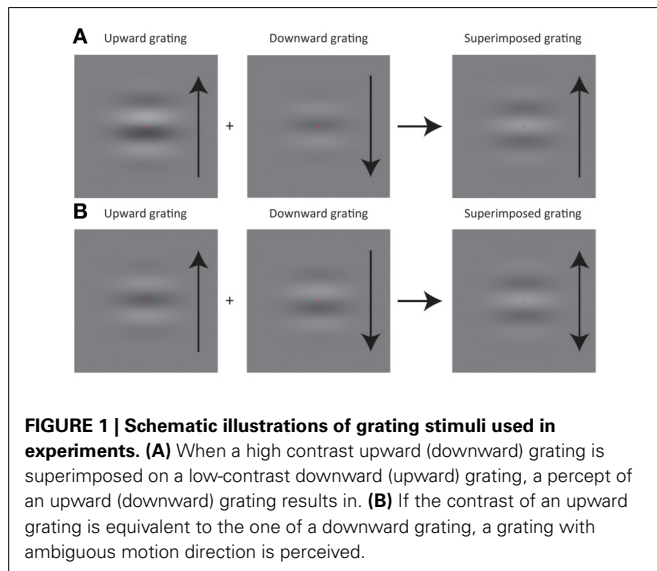 A Upward grating Downward grating Superimposed grating
+
B Upward grating Downward grating Superimposed grating
+
FIGURE 1 | Schematic illustrations of grating stimuli used in
experiments. (A) When a high contrast upward (downward) grating is
superimposed on a low-contrast downward (upward) grating, a percept of
an upward (downward) grating results in. (B) If the contrast of an upward
grating is equivalent to the one of a downward grating, a grating with
ambiguous motion direction is perceived.